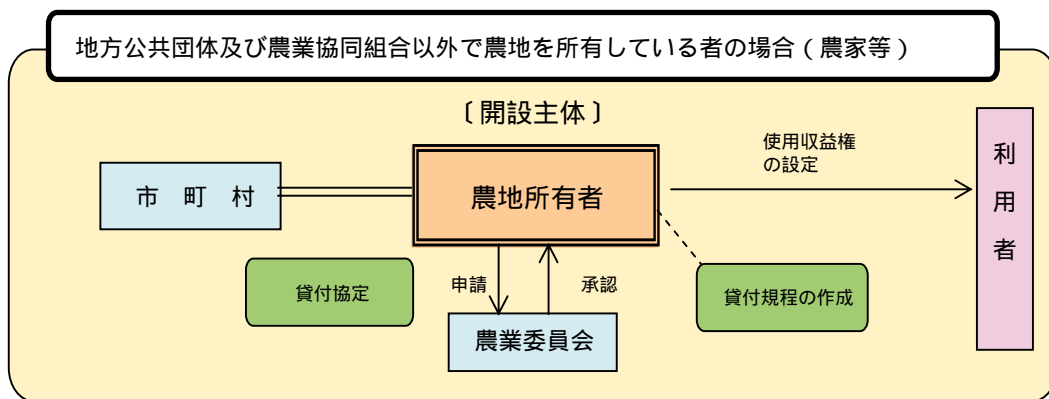 地方公共団体及び農業協同組合以外で農地を所有している者の場合(農家等)
〔開設主体〕
市 町 村
農地所有者
使用収益権
の設定
利用者
貸付協定
申請
承認
貸付規程の作成
農業委員会